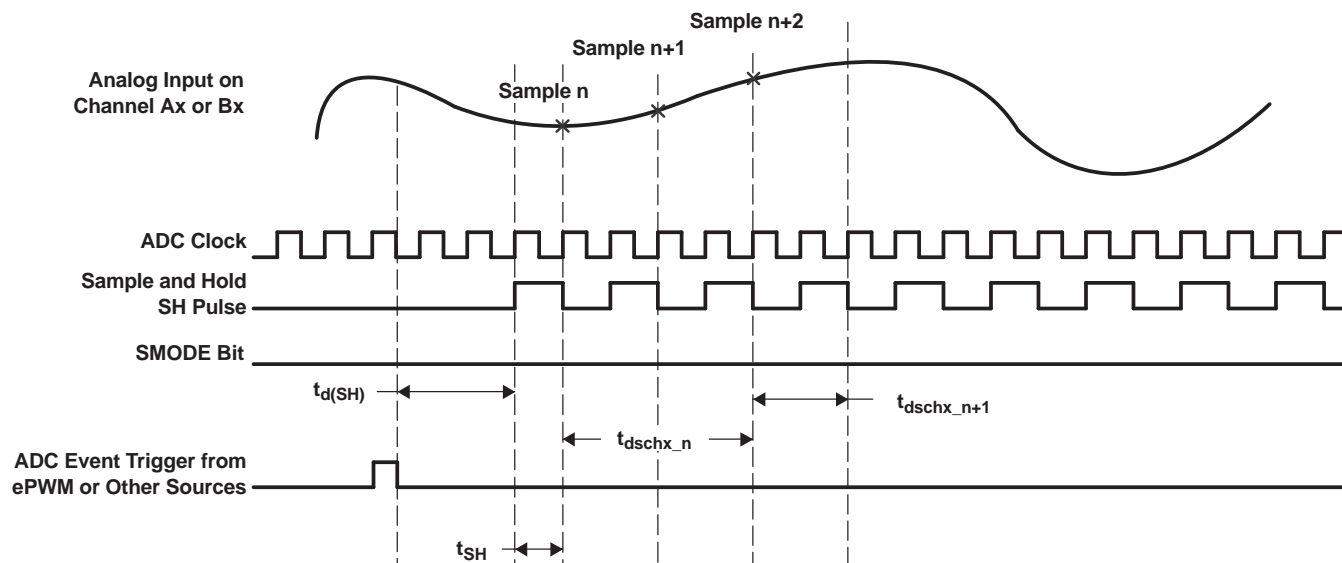 Sample n+2
Sample n+1
Analog Input on
Channel Ax or Bx
Sample n
ADC Clock
Sample and Hold
SH Pulse
SMODE Bit
td(SH)
tdschx_n+1
tdschx_n
ADC Event Trigger from
ePWM or Other Sources
tSH